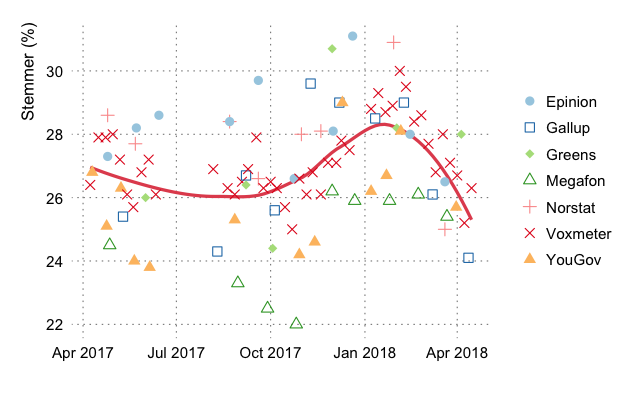 Stemmer (%)
30
28
26
24
22
Apr 2017 Jul 2017 Oct 2017 Jan 2018 Apr 2018
Epinion
Gallup
Greens
Megafon
Norstat
Voxmeter
YouGov